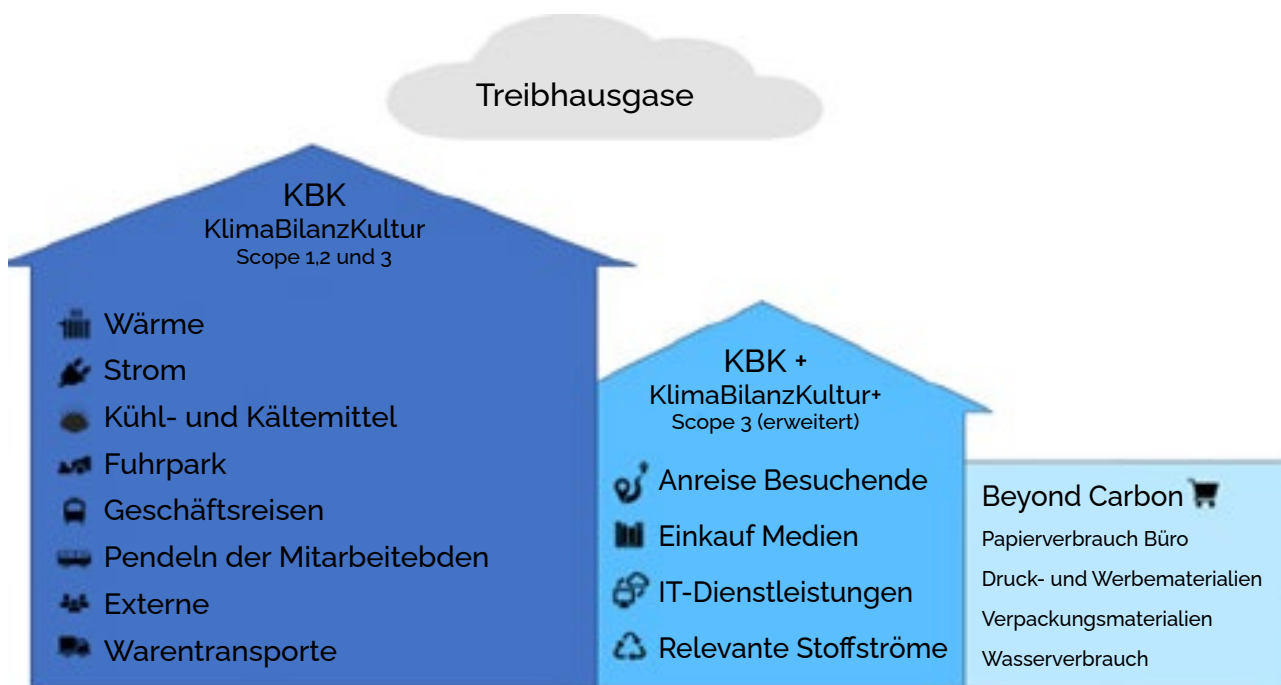 Treibhausgase
KBK
KlimaBilanzKultur
Scope 1,2 und 3
Wärme
Strom
Kühl- und Kältemittel
Fuhrpark
Geschäftsreisen
Pendeln der Mitarbeitebden
Externe
Warentransporte
KBK +
KlimaBilanzKultur+
Scope 3 (erweitert)
Anreise Besuchende
Einkauf Medien
IT-Dienstleistungen
Relevante Stoffströme
Beyond Carbon
Papierverbrauch Büro
Druck- und Werbematerialien
Verpackungsmaterialien
Wasserverbrauch